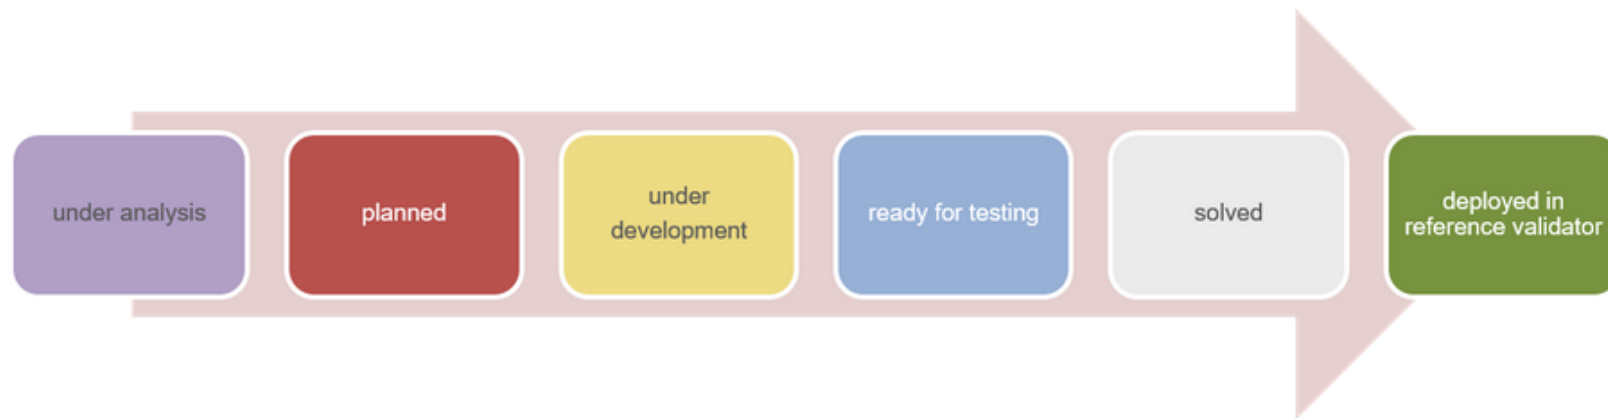 under analysis
planned
under
development
ready for testing
solved
deployed in
reference validator